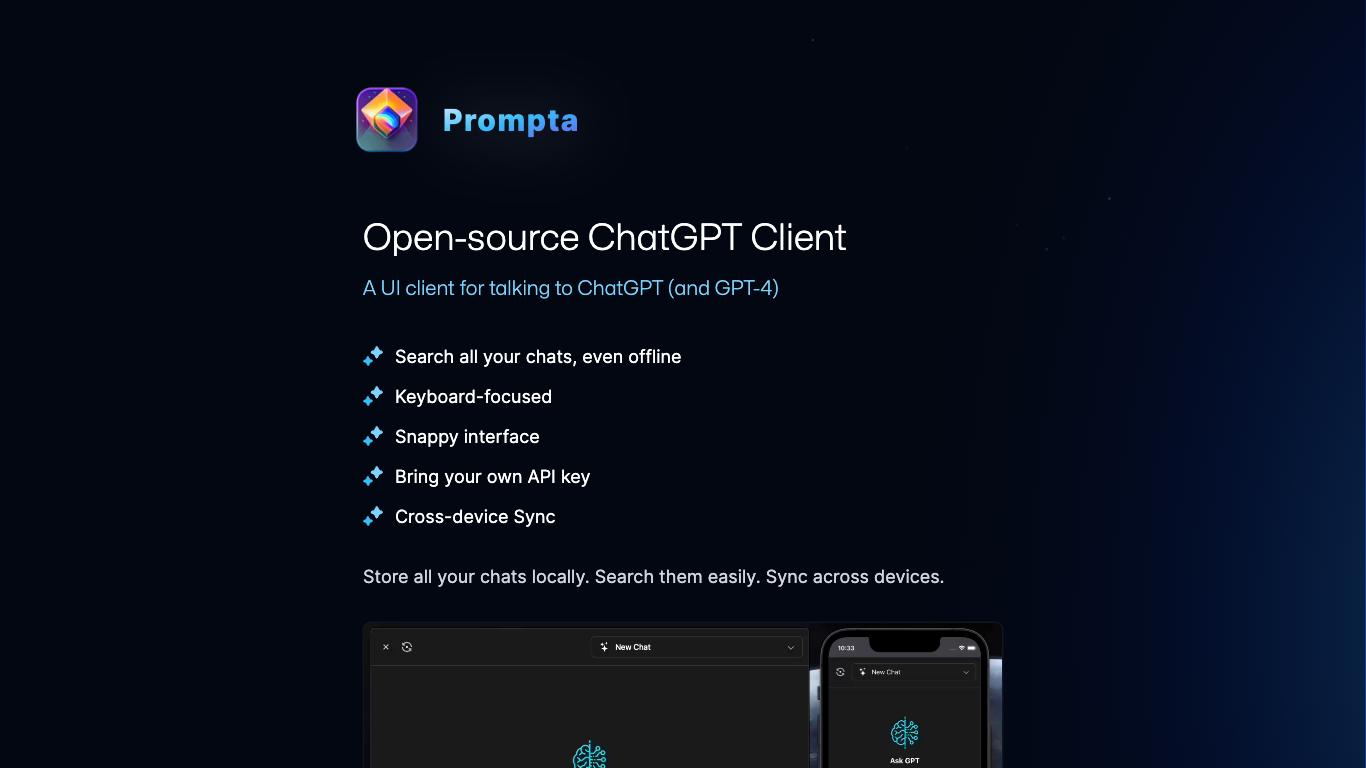 Prompta
Open-source ChatGPT Client
A UI client for talking to ChatGPT (and GPT-4)
Search all your chats, even offline
Keyboard-focused
Snappy interface
Bring your own API key
Cross-device Sync
Store all your chats locally. Search them easily. Sync across devices.
New Chat
10:33
New Chat
Ask GPT